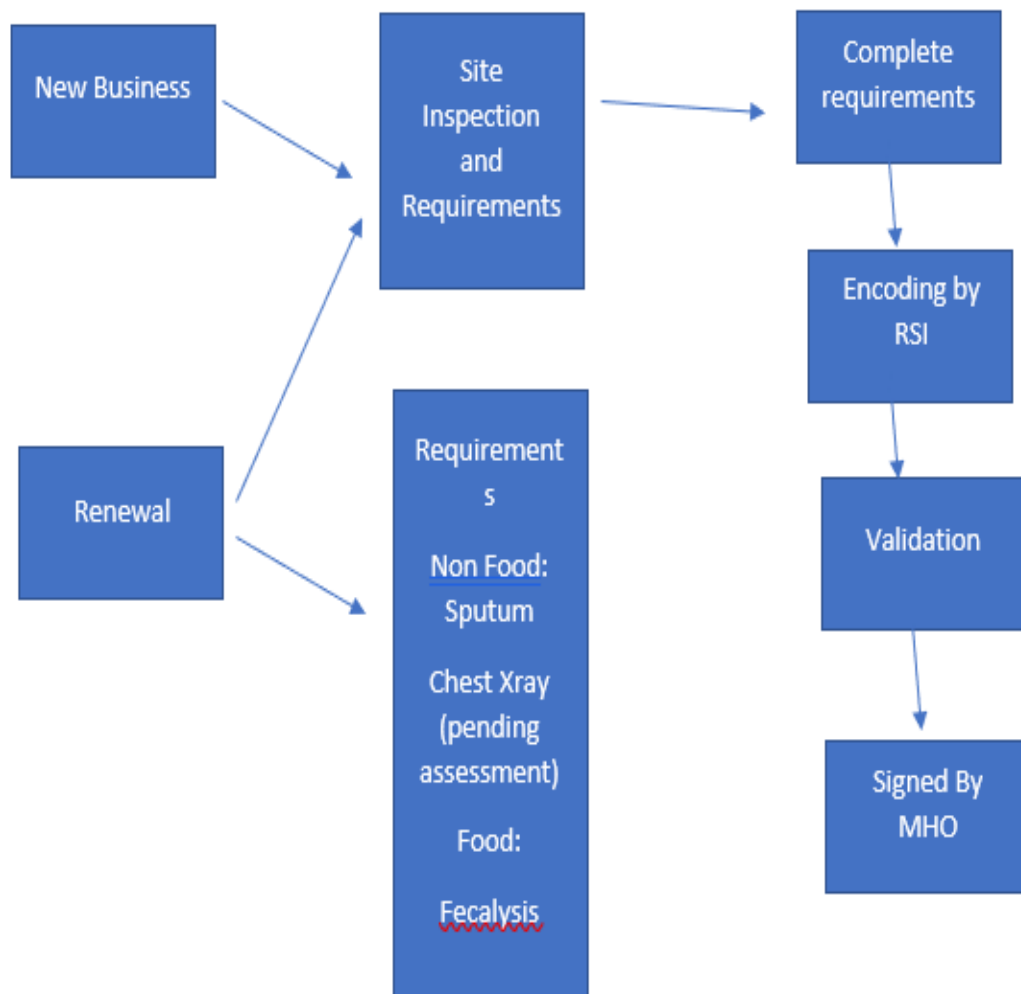 New Business
Site
Inspection
and
Requirements
Complete
requirements
Encoding by
RSI
Renewal
Requirement
s
Non Food:
Sputum
Chest Xray
(pending
assessment)
Food:
Fecalysis
Validation
Signed By
MHO